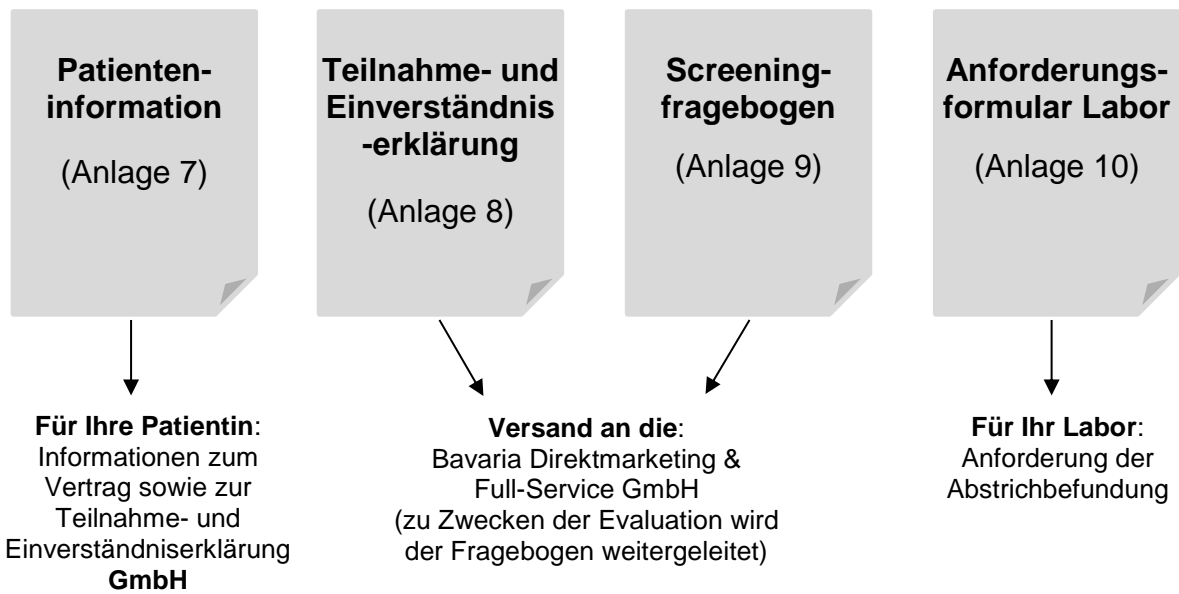 Patienten-
information
(Anlage 7)
Teilnahme- und
Einverständnis
-erklärung
(Anlage 8)
Screening-
fragebogen
(Anlage 9)
Anforderungs-
formular Labor
(Anlage 10)
Für Ihre Patientin:
Informationen zum
Vertrag sowie zur
Teilnahme- und
Einverständniserklärung
GmbH
Versand an die:
Bavaria Direktmarketing &
Full-Service GmbH
(zu Zwecken der Evaluation wird
der Fragebogen weitergeleitet)
Für Ihr Labor:
Anforderung der
Abstrichbefundung